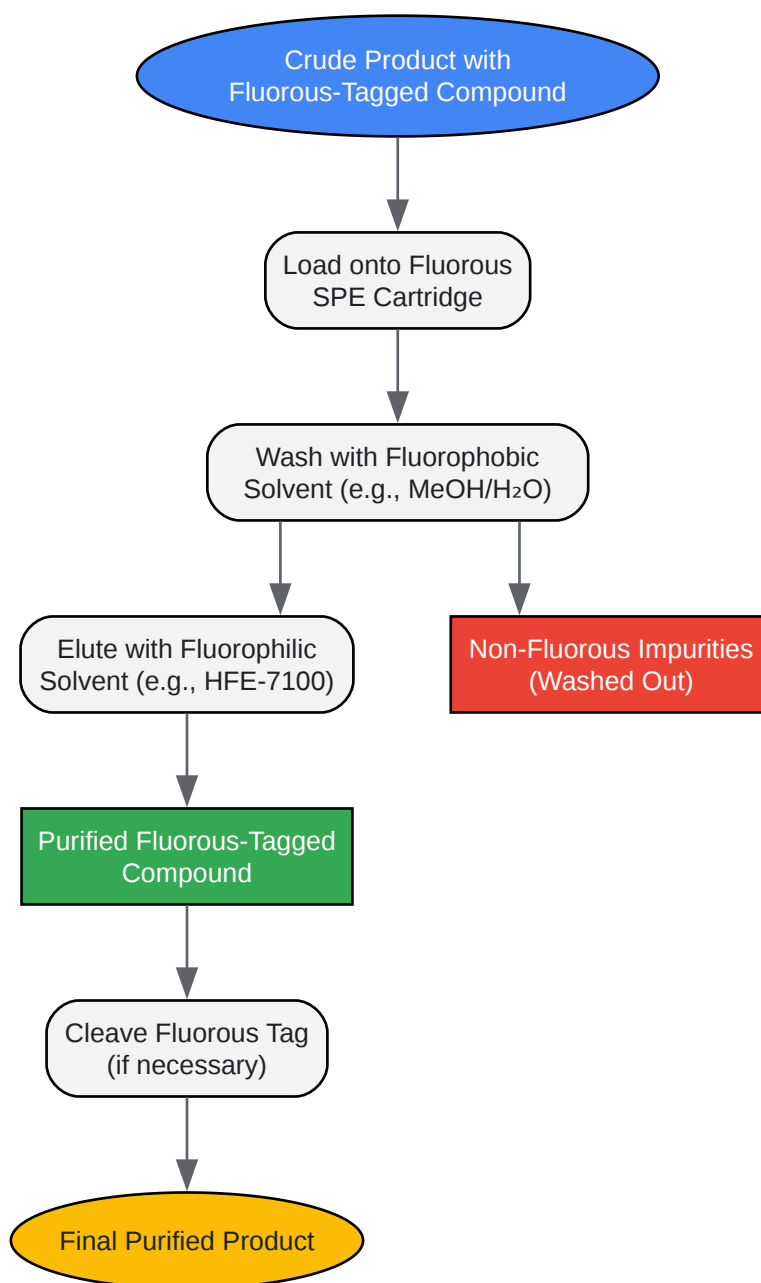 Crude Product with
Fluorous-Tagged Compound
Load onto Fluorous
SPE Cartridge
Wash with Fluorophobic
Solvent (e.g., MeOH/H₂O)
Elute with Fluorophilic
Solvent (e.g., HFE-7100)
Non-Fluorous Impurities
(Washed Out)
Purified Fluorous-Tagged
Compound
Cleave Fluorous Tag
(if necessary)
Final Purified Product